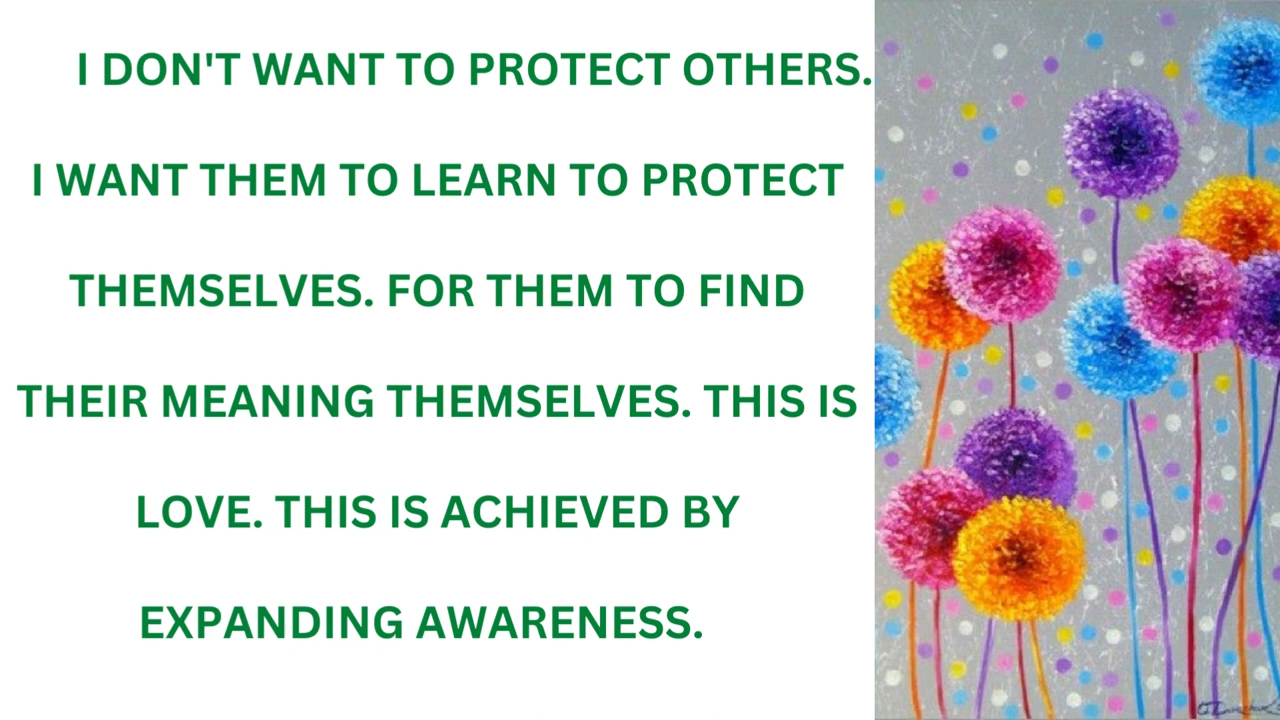 I DON'T WANT TO PROTECT OTHERS.
I WANT THEM TO LEARN TO PROTECT
THEMSELVES. FOR THEM TO FIND
THEIR MEANING THEMSELVES. THIS IS
LOVE. THIS IS ACHIEVED BY
EXPANDING AWARENESS.